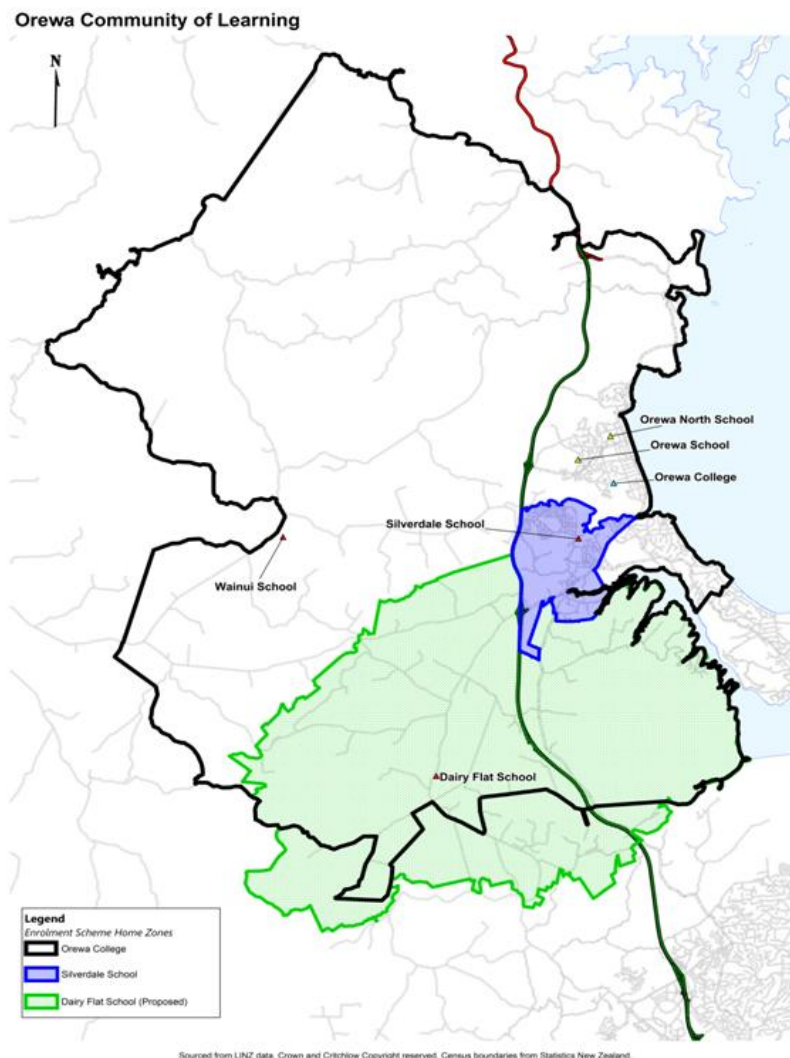 Orewa Community of Learning
N
Orewa North School
Orewa School
Orewa College
Silverdale School
Wainui School
Dairy Flat School
Legend
Enrolment Scheme Home Zones
Orewa College
Silverdale School
Dairy Flat School (Proposed)
Sourced from LINZ data. Crown and Critchlow Copyright reserved. Census boundaries from Statistics New Zealand.